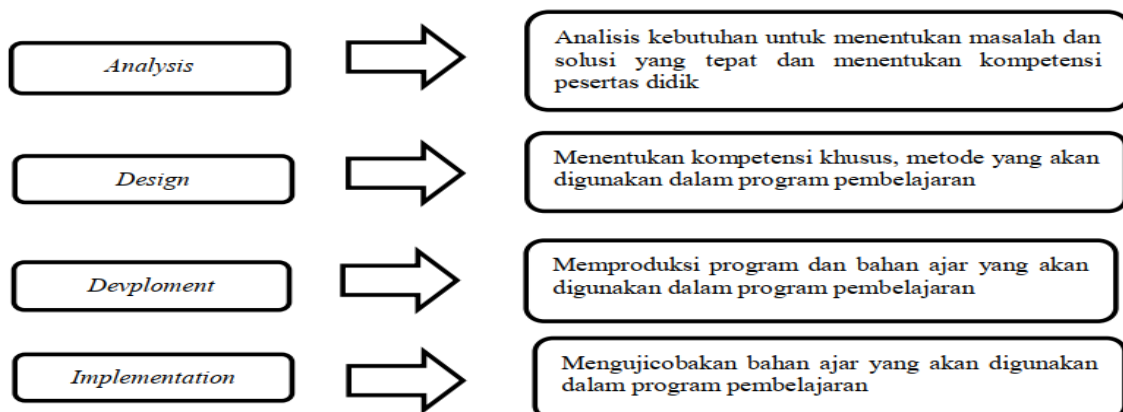 Analysis
Analisis kebutuhan untuk menentukan masalah dan
solusi yang tepat dan menentukan kompetensi
pesertas didik
Design
Menentukan kompetensi khusus, metode yang akan
digunakan dalam program pembelajaran
Devploment
Memproduksi program dan bahan ajar yang akan
digunakan dalam program pembelajaran
Implementation
Mengujicobakan bahan ajar yang akan digunakan
dalam program pembelajaran